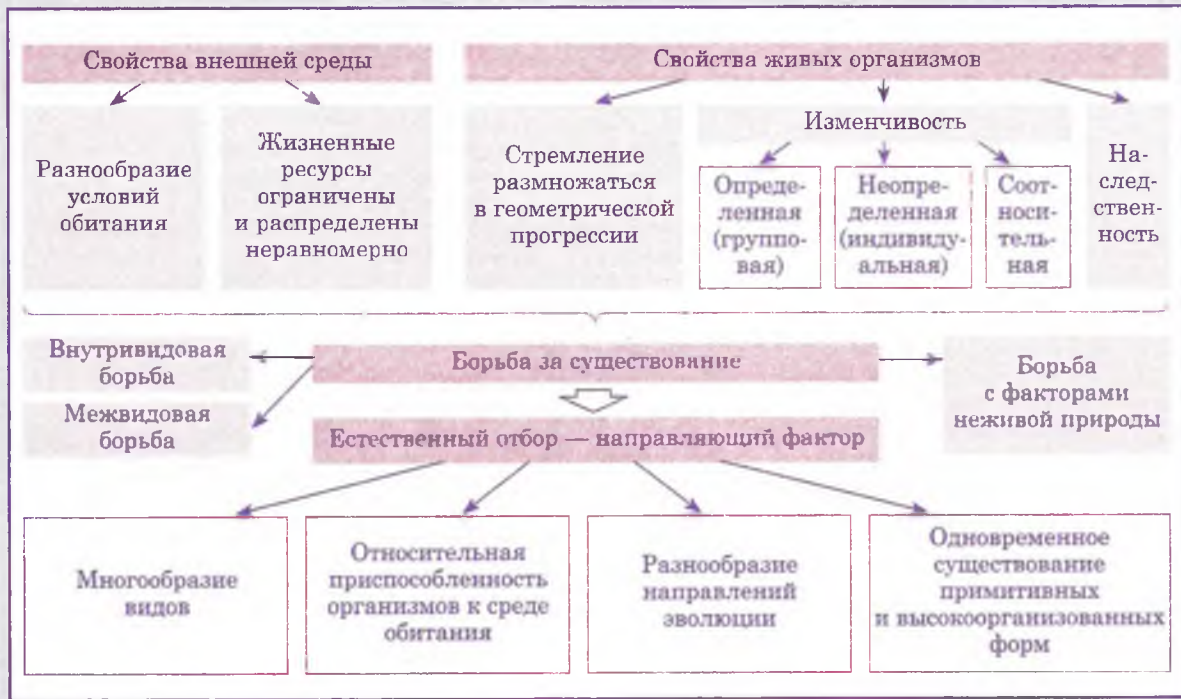 Свойства внешней среды
Свойства живых организмов
Разнообразие
условий
обитания
Жизненные
ресурсы
ограничены
и распределены
неравномерно
Стремление
размножаться
в геометрической
прогрессии
Изменчивость
Опреде-
ленная
(группо-
вая)
Неопре-
деленная
(индивиду-
альная)
Соот-
носи-
тель-
ная
На-
след-
ствен-
ность
Внутривидовая
борьба
Межвидовая
борьба
Борьба за существование
Борьба
с факторами
неживой природы
Естественный отбор — направляющий фактор
Многообразие
видов
Относительная
приспособленность
организмов к среде
обитания
Разнообразие
направлений
эволюции
Одновременное
существование
примитивных
и высокоорганизованных
форм